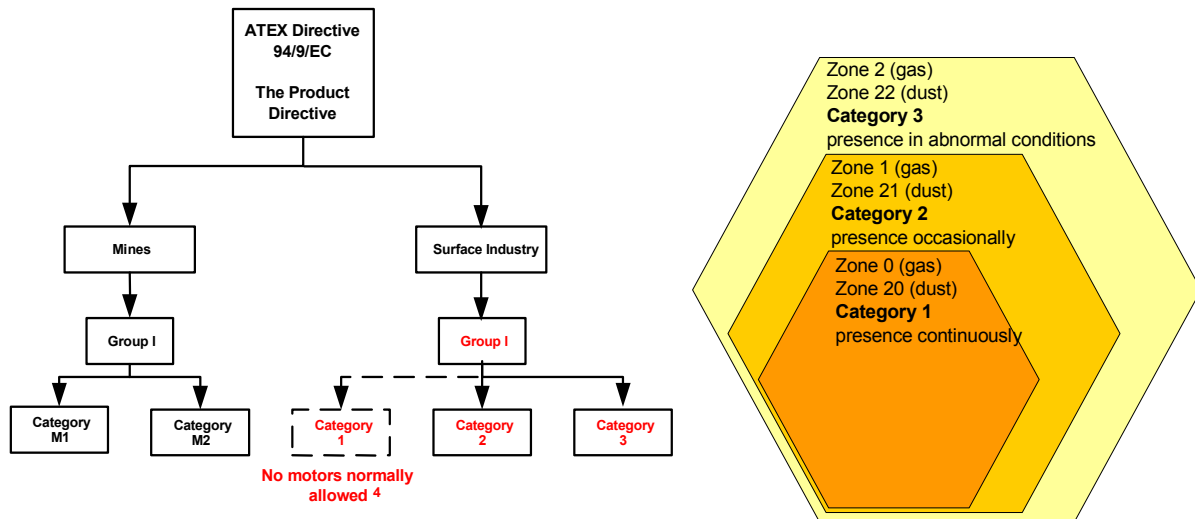 ATEX Directive
94/9/EC
The Product
Directive
Mines
Surface Industry
Group I
Group I
Category
M1
Category
M2
Category
1
Category
2
Category
3
No motors normally
allowed 4
Zone 2 (gas)
Zone 22 (dust)
Category 3
presence in abnormal conditions
Zone 1 (gas)
Zone 21 (dust)
Category 2
presence occasionally
Zone 0 (gas)
Zone 20 (dust)
Category 1
presence continuously